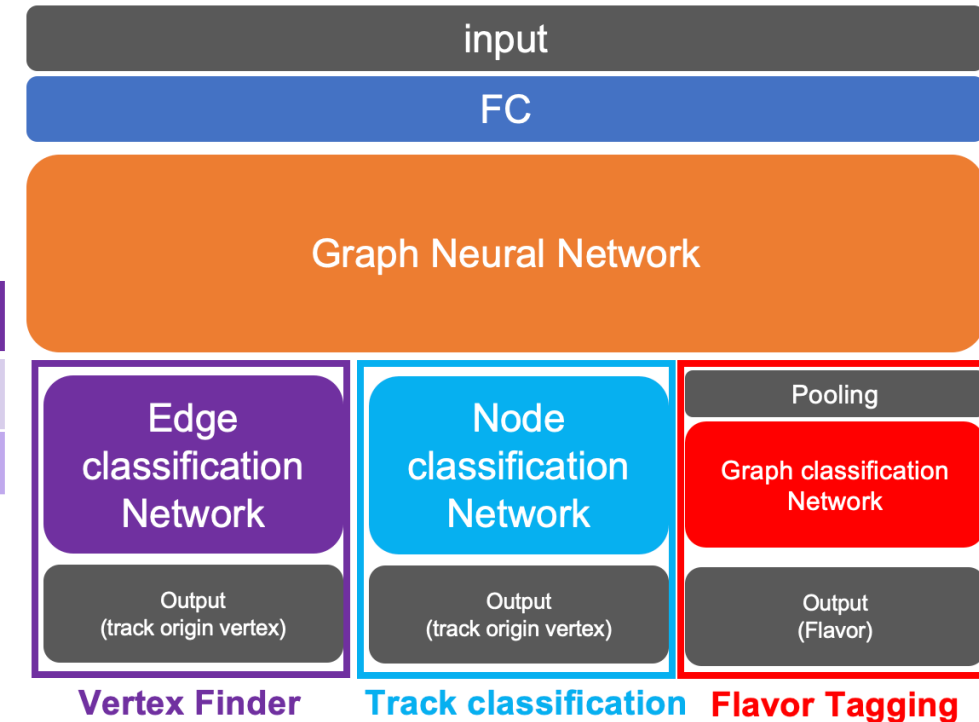 input
FC
Graph Neural Network
Edge
classification
Network
Output
(track origin vertex)
Vertex Finder
Node
classification
Network
Output
(track origin vertex)
Track classification
Pooling
Graph classification
Network
Output
(Flavor)
Flavor Tagging